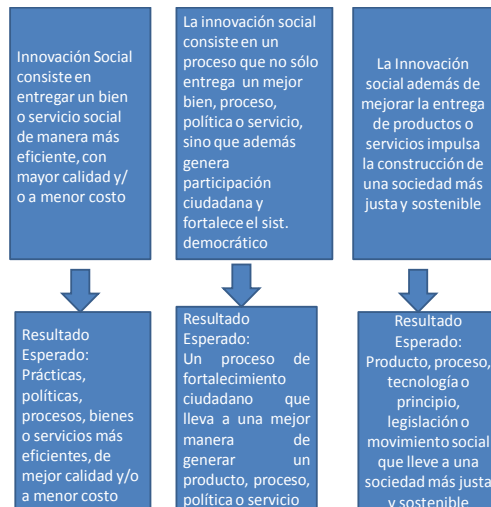 Innovación Social
consiste en
entregar un bien
o servicio social
de manera más
eficiente, con
mayor calidad y/
o a menor costo
La innovación social
consiste en un
proceso que no sólo
entrega un mejor
bien, proceso,
política o servicio,
sino que además
genera
participación
ciudadana y
fortalece el sist.
democrático
La Innovación
social además de
mejorar la entrega
de productos o
servicios impulsa
la construcción de
una sociedad más
justa y sostenible
Resultado
Esperado:
Prácticas,
políticas,
procesos, bienes
o servicios más
eficientes, de
mejor calidad y/o
a menor costo
Resultado
Esperado:
Un proceso de
fortalecimiento
ciudadano que
lleva a una mejor
manera de
generar un
producto, proceso,
política o servicio
Resultado
Esperado:
Producto, proceso,
tecnología o
principio,
legislación o
movimiento social
que lleve a una
sociedad más justa
y sostenible